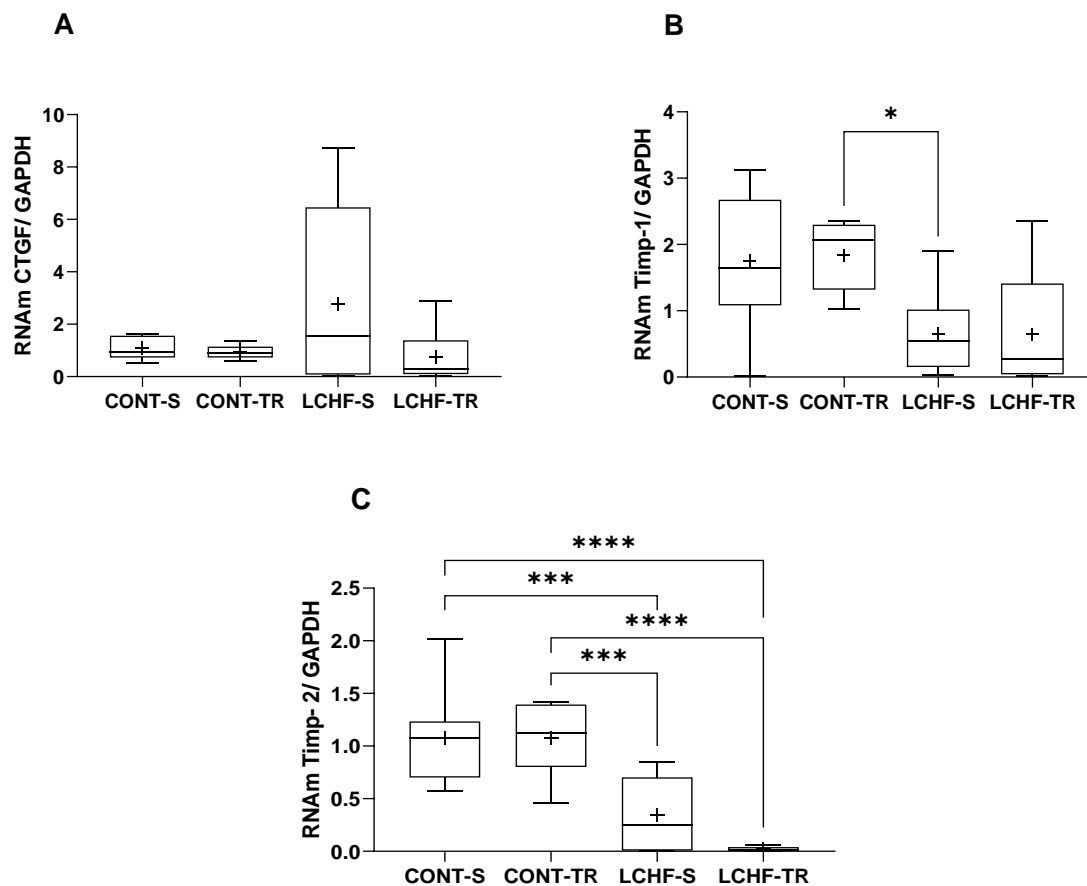 A
RNAm CTGF/ GAPDH
10
8
6
4
2
0
CONT-S CONT-TR LCHF-S LCHF-TR
B
RNAm Timp-1/ GAPDH
4
3
2
1
0
*
CONT-S CONT-TR LCHF-S LCHF-TR
C
RNAm Timp- 2/ GAPDH
2.5
2.0
1.5
1.0
0.5
0.0
****
***
****
***
CONT-S CONT-TR LCHF-S LCHF-TR